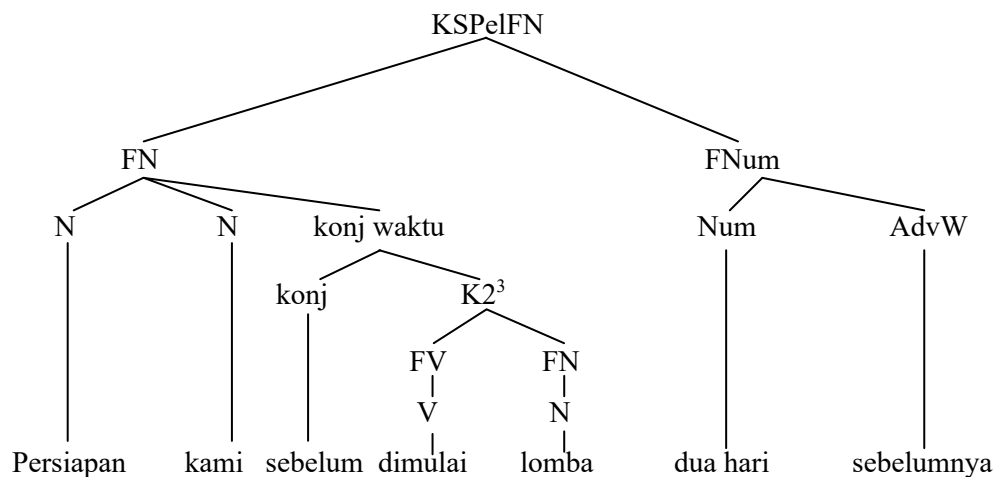 KSPelFN
FN FNum
N N konj waktu Num AdvW
konj K2³
FV FN
V N
Persiapan kami sebelum dimulai lomba dua hari sebelumnya